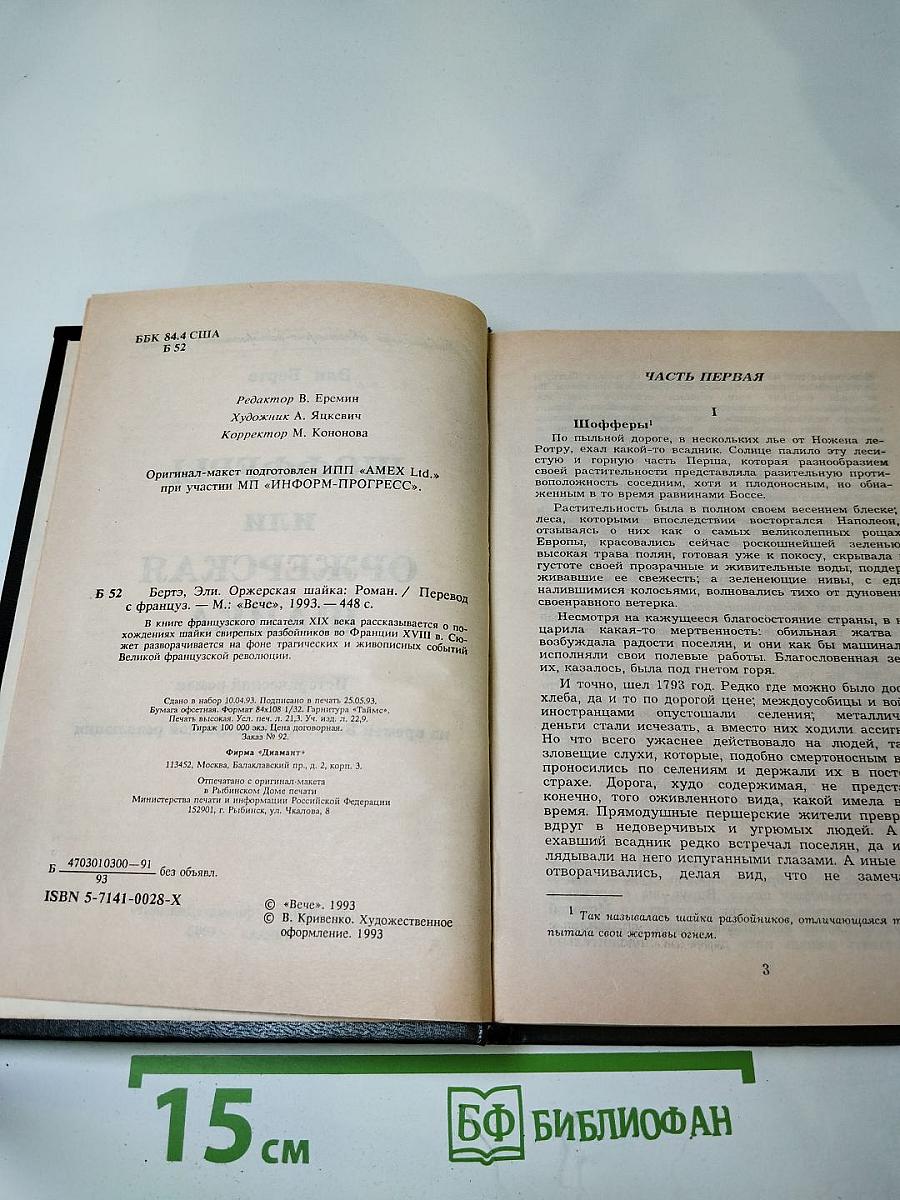 ББК 84.4 США
Б 52
Редактор В. Еремин
Художник А. Яцкевич
Корректор М. Кононова
Оригинал-макет подготовлен ИПП «AMEX Ltd.»
при участии МП «ИНФОРМ-ПРОГРЕСС».
Б 52 Бертэ, Эли. Оржерская шайка: Роман. / Перевод
с француз. — М.: «Вече», 1993. — 448 с.
В книге французского писателя XIX века рассказывается о по-
хождениях шайки свирепых разбойников во Франции XVIII в. Сю-
жет разворачивается на фоне трагических и живописных событий
Великой французской революции.
Сдано в набор 10.04.93. Подписано в печать 25.05.93.
Бумага офсетная. Формат 84х108 1/32. Гарнитура «Таймс».
Печать высокая. Усл. печ. л. 21,3. Уч. изд. л. 22,9.
Тираж 100 000 экз. Цена договорная.
Заказ № 92.
Фирма «Диамант»
113452, Москва, Балаклавский пр., д. 2, корп. 3.
Отпечатано с оригинал-макета
в Рыбинском Доме печати
Министерства печати и информации Российской Федерации
152901, г. Рыбинск, ул. Чкалова, 8
Б 4703010300—91 без объявл.
93
ISBN 5-7141-0028-X
© «Вече». 1993
© В. Кривенко. Художественное
оформление. 1993
ЧАСТЬ ПЕРВАЯ
I
Шофферы¹
По пыльной дороге, в нескольких лье от Ножена ле-
Ротру, ехал какой-то всадник. Солнце палило эту леси-
стую и горную часть Перша, которая разнообразием
своей растительности представляла разительную проти-
воположность соседним, хотя и плодоносным, но обна-
женным в то время равнинами Боссе.
Растительность была в полном своем весеннем блеске;
леса, которыми впоследствии восторгался Наполеон,
отзываясь о них как о самых великолепных рощах
Европы, красовались сейчас роскошнейшей зеленью
высокая трава полян, готовая уже к покосу, скрывала
густоте своей прозрачные и живительные воды, поддер
живавшие ее свежесть; а зеленеющие нивы, с едв
налившимися колосьями, волновались тихо от дуновени
своенравного ветерка.
Несмотря на кажущееся благосостояние страны, в н
царила какая-то мертвенность: обильная жатва
возбуждала радости поселян, и они как бы машинал
исполняли свои полевые работы. Благословенная зе
их, казалось, была под гнетом горя.
И точно, шел 1793 год. Редко где можно было дос
хлеба, да и то по дорогой цене; междоусобицы и вой
иностранцами опустошали селения; металлич
деньги стали исчезать, а вместо них ходили ассигн
Но что всего ужаснее действовало на людей, та
зловещие слухи, которые, подобно смертоносным в
проносились по селениям и держали их в пост
страхе. Дорога, худо содержимая, не предста
конечно, того оживленного вида, какой имела в
время. Прямодушные першерские жители превр
вдруг в недоверчивых и угрюмых людей. А
ехавший всадник редко встречал поселян, да и
лядывали на него испуганными глазами. А иные
отворачивались, делая вид, что не замеча
¹ Так называлась шайка разбойников, отличающаяся т
пытала свои жертвы огнем.
3
15 см
БФ БИБЛИОФАН